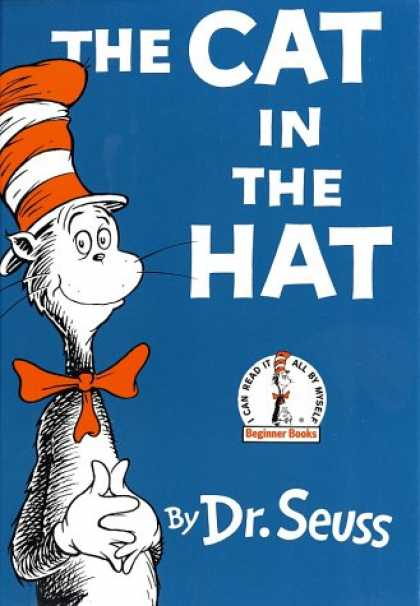 THE CAT
IN
THE
HAT
I CAN READ IT ALL BY MYSELF
Beginner Books
By Dr. Seuss